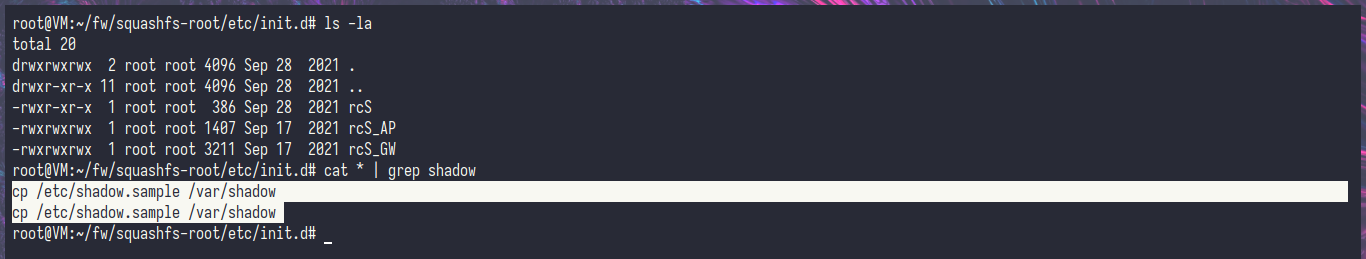 root@VM:~/fw/squashfs-root/etc/init.d# ls -la
total 20
drwxrwxrwx  2 root root 4096 Sep 28  2021 .
drwxr-xr-x 11 root root 4096 Sep 28  2021 ..
-rwxr-xr-x  1 root root  386 Sep 28  2021 rcS
-rwxrwxrwx  1 root root 1407 Sep 17  2021 rcS_AP
-rwxrwxrwx  1 root root 3211 Sep 17  2021 rcS_GW
root@VM:~/fw/squashfs-root/etc/init.d# cat * | grep shadow
cp /etc/shadow.sample /var/shadow
cp /etc/shadow.sample /var/shadow
root@VM:~/fw/squashfs-root/etc/init.d# _